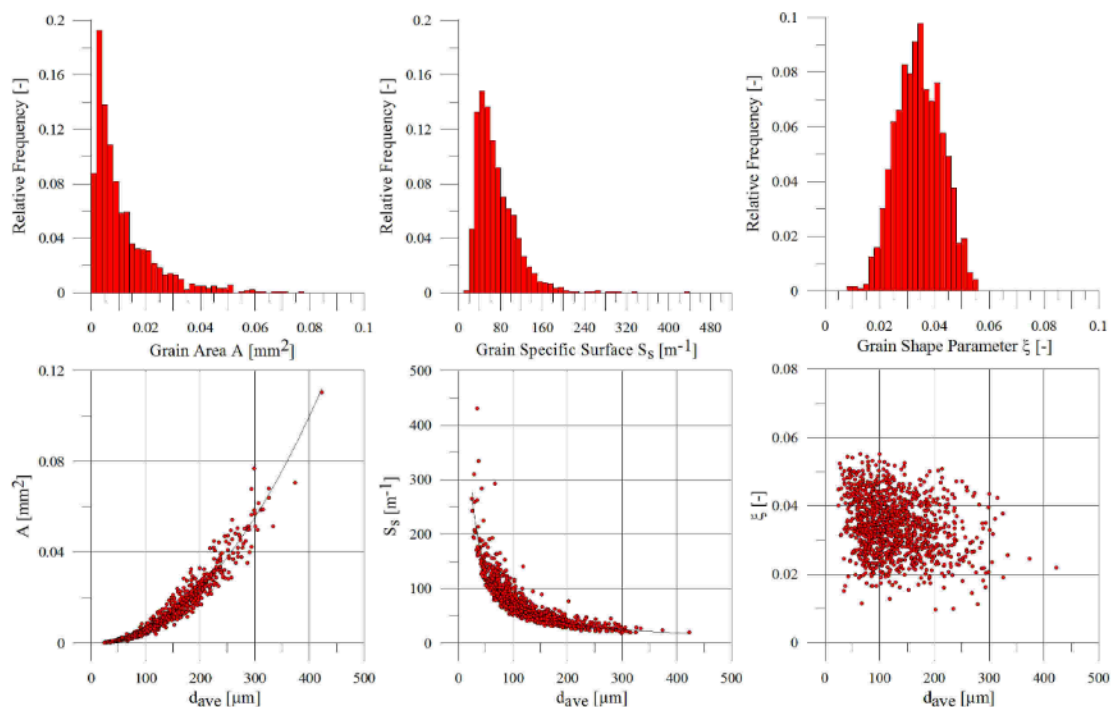 Relative Frequency [-]
0.2
0.16
0.12
0.08
0.04
0
0 0.02 0.04 0.06 0.08 0.1
Grain Area A [mm²]
Relative Frequency [-]
0.2
0.16
0.12
0.08
0.04
0
0 80 160 240 320 400 480
Grain Specific Surface Sₛ [m⁻¹]
Relative Frequency [-]
0.1
0.08
0.06
0.04
0.02
0
0 0.02 0.04 0.06 0.08 0.1
Grain Shape Parameter ξ [-]
A [mm²]
0.12
0.08
0.04
0
0 100 200 300 400 500
dave [µm]
Sₛ [m⁻¹]
500
400
300
200
100
0
0 100 200 300 400 500
dave [µm]
ξ [-]
0.08
0.06
0.04
0.02
0
0 100 200 300 400 500
dave [µm]